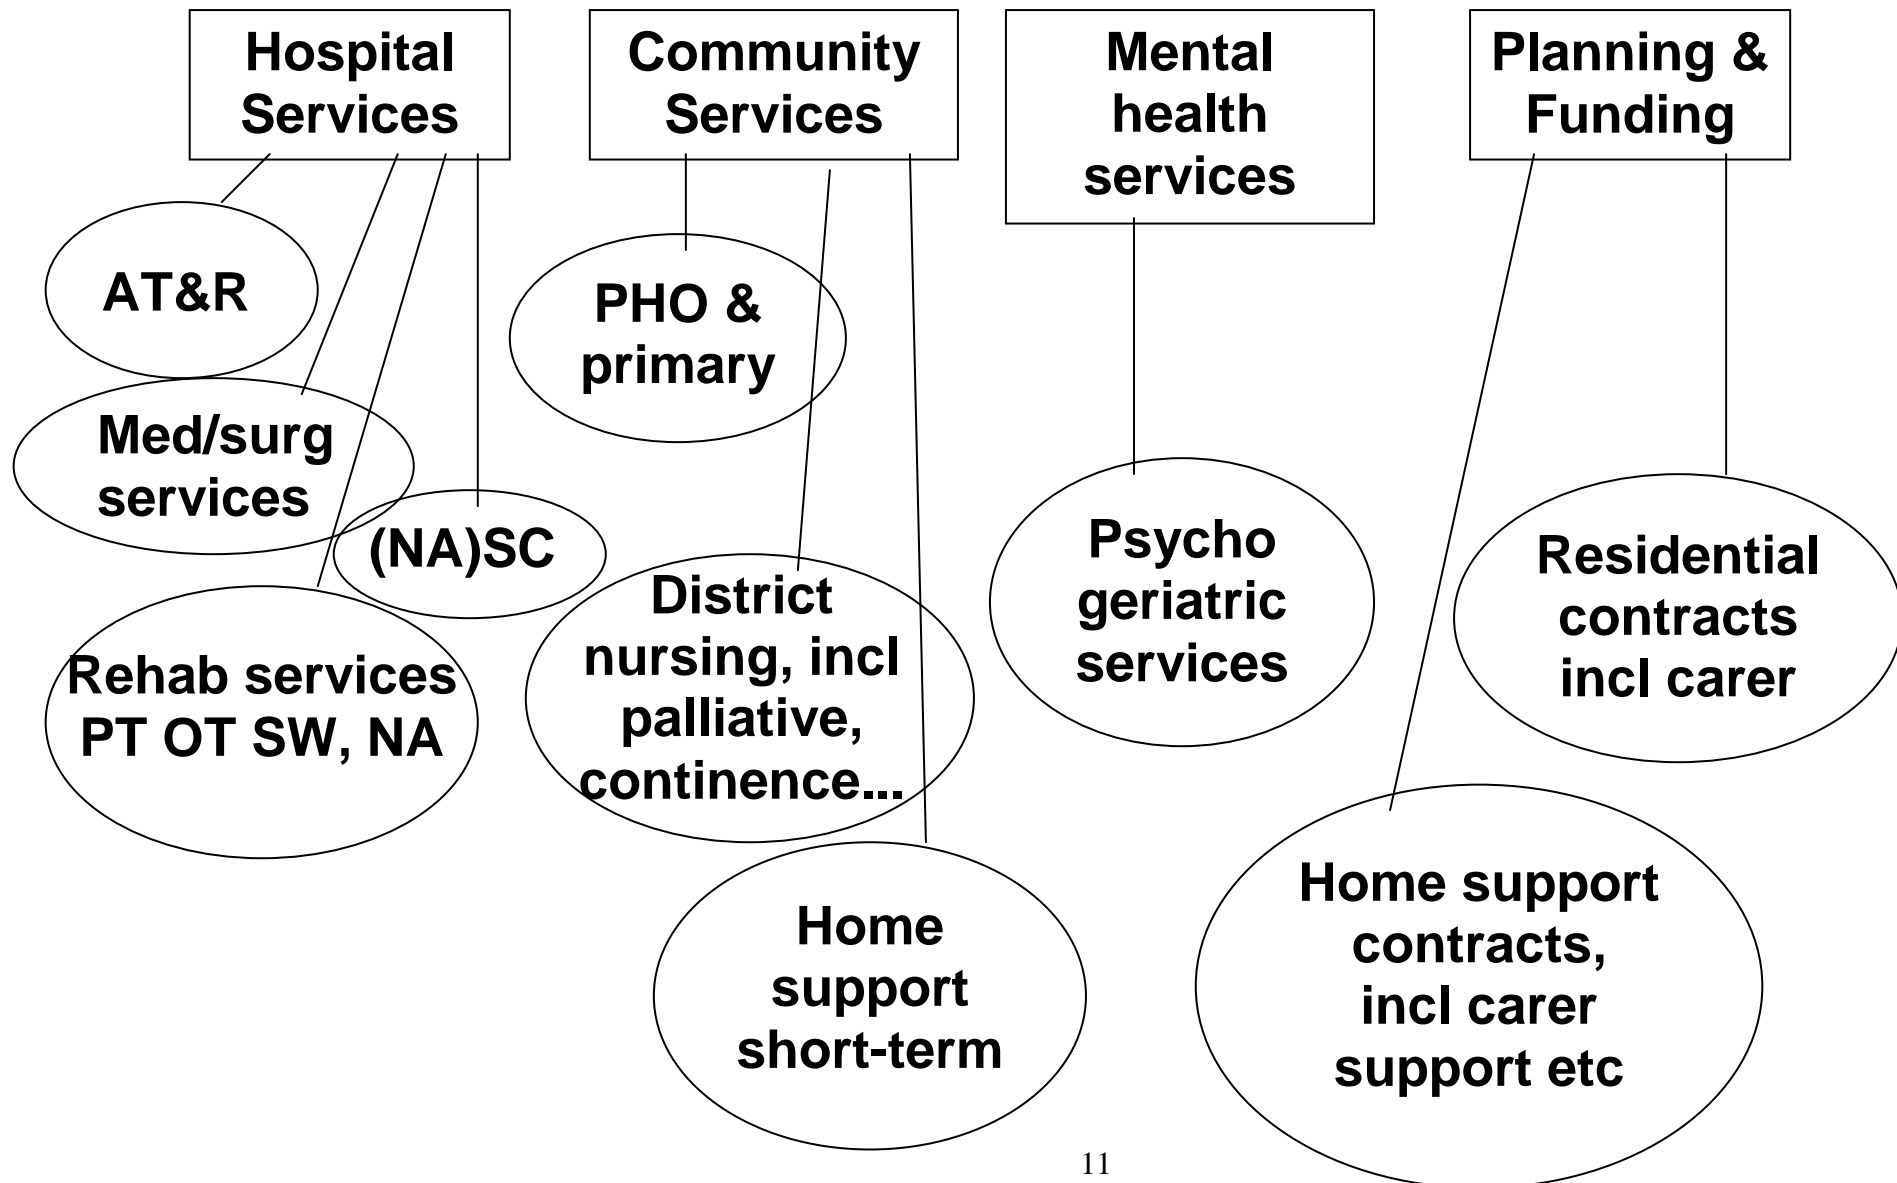 Hospital
Services
Community
Services
Mental
health
services
Planning &
Funding
AT&R
PHO &
primary
Med/surg
services
(NA)SC
Rehab services
PT OT SW, NA
District
nursing, incl
palliative,
continence...
Psycho
geriatric
services
Residential
contracts
incl carer
Home
support
short-term
Home support
contracts,
incl carer
support etc
11